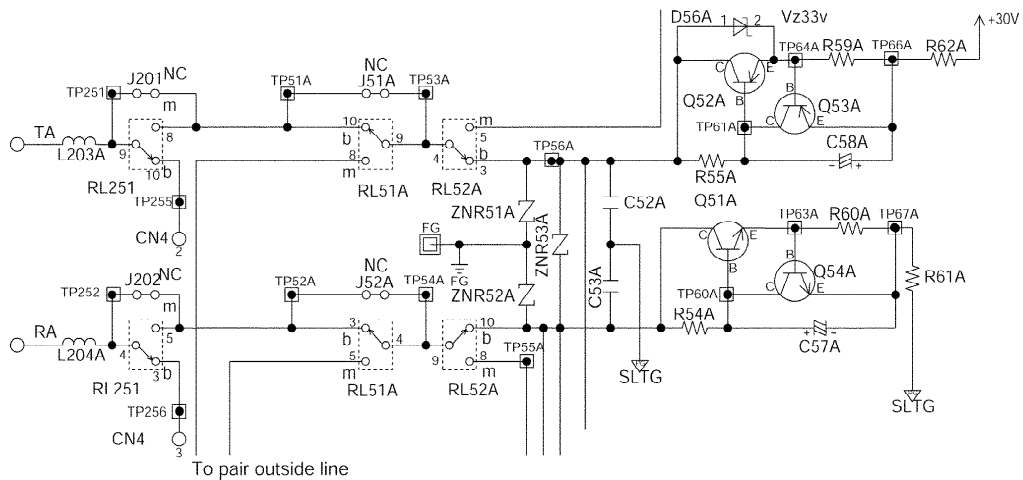 D56A 1 2 Vz33v
+30V
NC
J201
TP251
m
TP51A
NC
J51A
TP53A
TP64A
R59A
TP66A
R62A
C E
B
Q52A
B
Q53A
TP61A
C E
TA
L203A
9
8
10
b
RL251
10
b
8
m
9
RL51A
m
5
4
b
3
RL52A
TP56A
R55A
C58A
- +
TP255
CN4
2
FG
FG
ZNR51A
ZNR53A
C52A
Q51A
C E
B
TP63A
R60A
TP67A
B
Q54A
C E
R61A
J202
NC
TP252
m
TP52A
NC
J52A
TP54A
ZNR52A
C53A
TP60A
R54A
+ -
C57A
RA
L204A
4
5
3
b
RL251
3
b
5
m
4
RL51A
10
b
9
8
m
RL52A
TP55A
SLTG
SLTG
TP256
CN4
3
To pair outside line